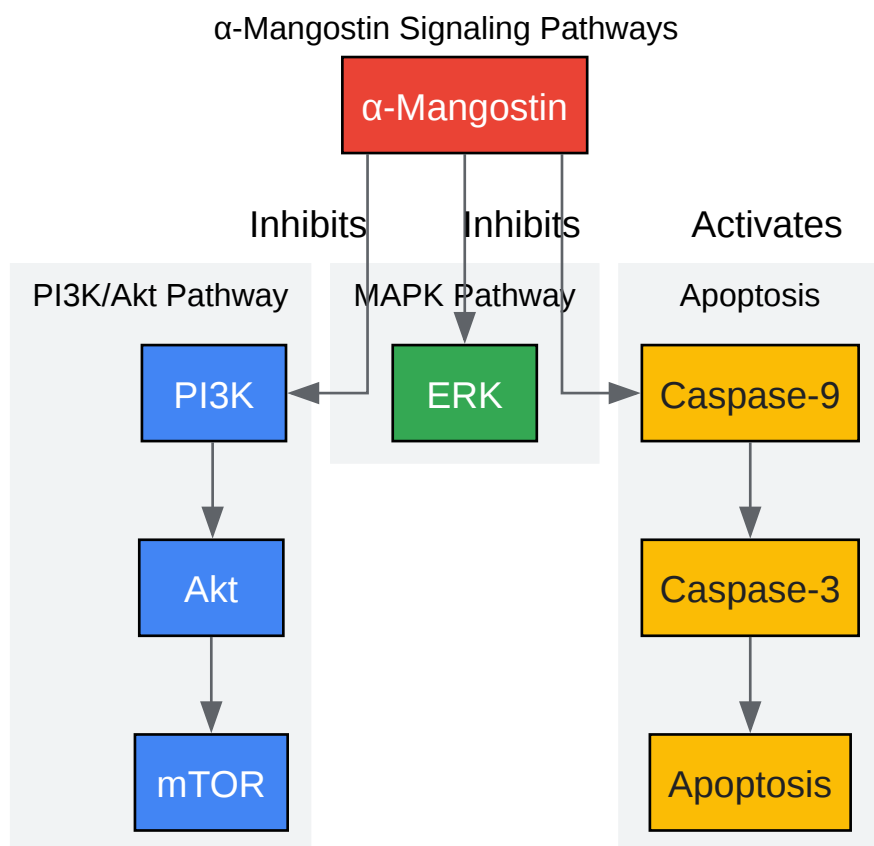 α-Mangostin Signaling Pathways
α-Mangostin
Inhibits
Inhibits
Activates
PI3K/Akt Pathway
MAPK Pathway
Apoptosis
PI3K
ERK
Caspase-9
Akt
Caspase-3
mTOR
Apoptosis